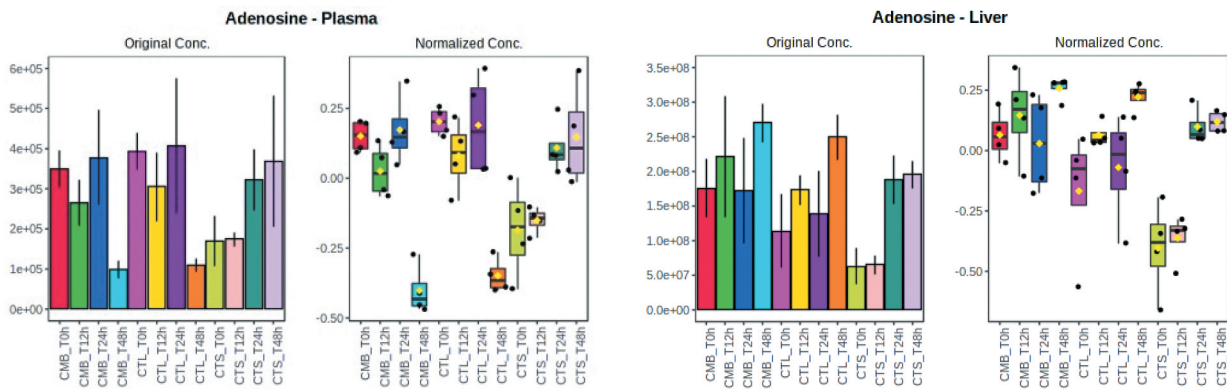 Adenosine - Plasma
Original Conc.
6e+05
5e+05
4e+05
3e+05
2e+05
1e+05
0e+00
CMB_T0h
CMB_T12h
CMB_T24h
CMB_T48h
CTL_T0h
CTL_T12h
CTL_T24h
CTL_T48h
CTS_T0h
CTS_T12h
CTS_T24h
CTS_T48h
Normalized Conc.
0.25
0.00
-0.25
-0.50
CMB_T0h
CMB_T12h
CMB_T24h
CMB_T48h
CTL_T0h
CTL_T12h
CTL_T24h
CTL_T48h
CTS_T0h
CTS_T12h
CTS_T24h
CTS_T48h
Adenosine - Liver
Original Conc.
3.5e+08
3.0e+08
2.5e+08
2.0e+08
1.5e+08
1.0e+08
5.0e+07
0.0e+00
CMB_T0h
CMB_T12h
CMB_T24h
CMB_T48h
CTL_T0h
CTL_T12h
CTL_T24h
CTL_T48h
CTS_T0h
CTS_T12h
CTS_T24h
CTS_T48h
Normalized Conc.
0.25
0.00
-0.25
-0.50
CMB_T0h
CMB_T12h
CMB_T24h
CMB_T48h
CTL_T0h
CTL_T12h
CTL_T24h
CTL_T48h
CTS_T0h
CTS_T12h
CTS_T24h
CTS_T48h